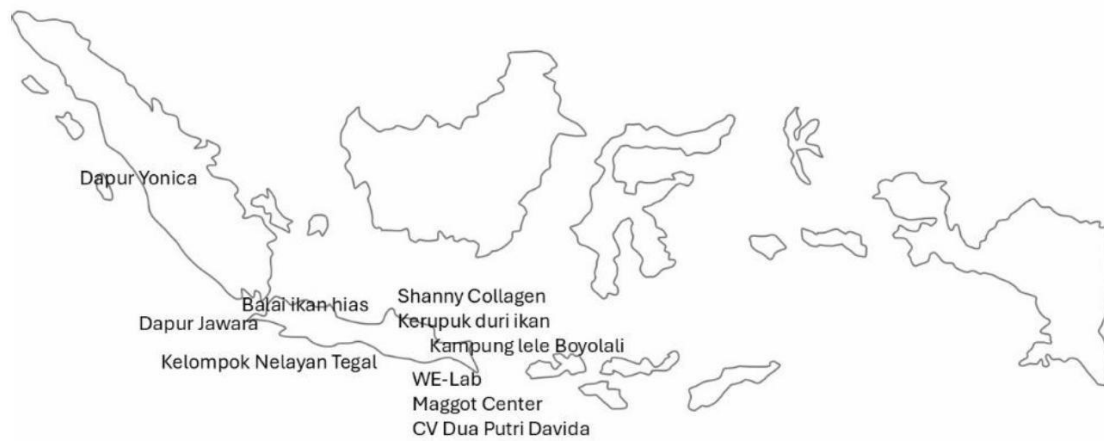 Dapur Yonica
Balai ikan hias
Shanny Collagen
Dapur Jawara
Kerupuk duri ikan
Kampung lele Boyolali
Kelompok Nelayan Tegal
WE-Lab
Maggot Center
CV Dua Putri Davida